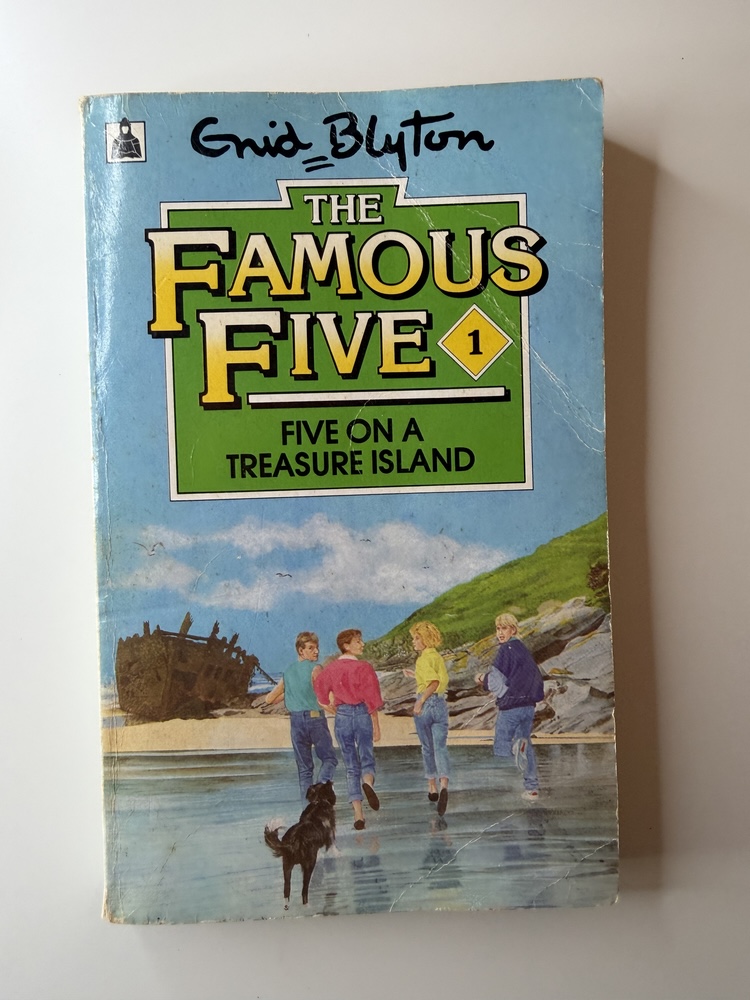 Enid Blyton
THE
FAMOUS
FIVE 1
FIVE ON A
TREASURE ISLAND